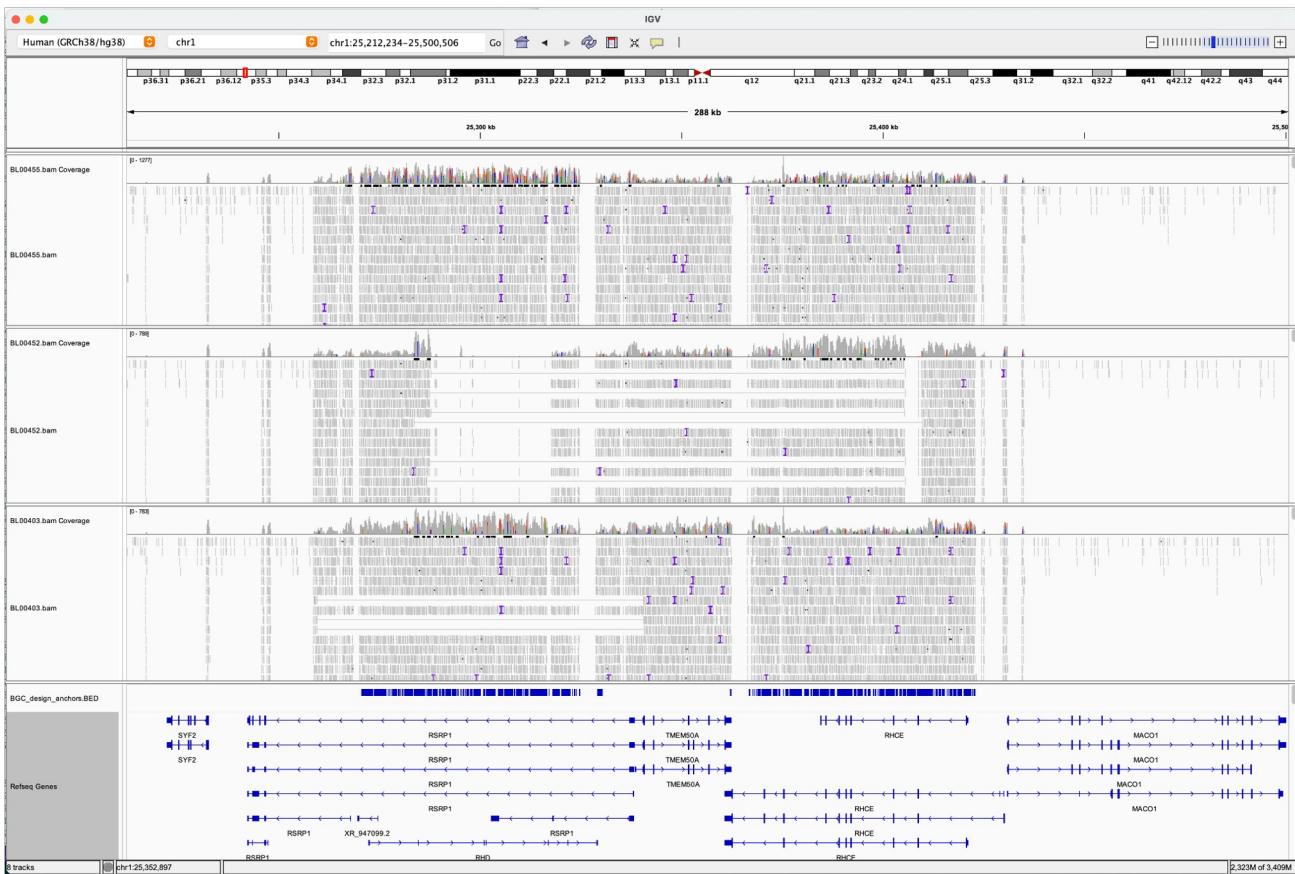 IGV
Human (GRCh38/hg38) chr1 chr1:25,212,234-25,500,506 Go
p36.31 p36.21 p36.12 p35.3 p34.3 p34.1 p32.3 p32.1 p31.2 p31.1 p22.3 p22.1 p21.2 p13.3 p13.1 p11.1 q12 q21.1 q21.3 q23.2 q24.1 q25.1 q25.3 q31.2 q32.1 q32.2 q41 q42.12 q42.2 q43 q44
288 kb
25,300 kb 25,400 kb 25,50
[0 - 1277]
BL00455.bam Coverage
BL00455.bam
[0 - 788]
BL00452.bam Coverage
BL00452.bam
[0 - 763]
BL00403.bam Coverage
BL00403.bam
BGC_design_anchors.BED
SYF2 RSRP1 TMEM50A RHCE MACO1
SYF2 RSRP1 TMEM50A MACO1
Refseq Genes
RSRP1 TMEM50A MACO1
RSRP1 RHCE MACO1
RSRP1 XR_947099.2 RSRP1 RHCE
RSRP1 RHD RHCE
8 tracks chr1:25,352,897 2,323M of 3,409M